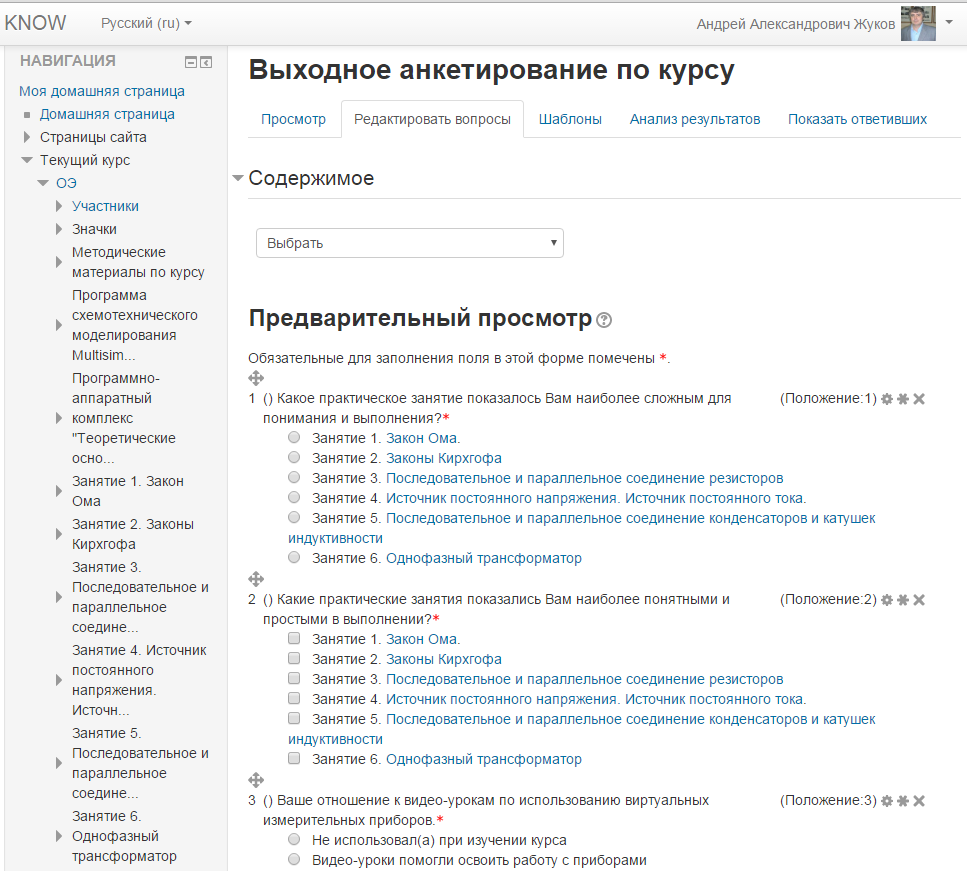 KNOW
Русский (ru)
Андрей Александрович Жуков
НАВИГАЦИЯ
Моя домашняя страница
Домашняя страница
Страницы сайта
Текущий курс
ОЭ
Участники
Значки
Методические
материалы по курсу
Программа
схемотехнического
моделирования
Multisim...
Программно-
аппаратный
комплекс
"Теоретические
осно...
Занятие 1. Закон
Ома
Занятие 2. Законы
Кирхгофа
Занятие 3.
Последовательное и
параллельное
соедине...
Занятие 4. Источник
постоянного
напряжения.
Источн...
Занятие 5.
Последовательное и
параллельное
соедине...
Занятие 6.
Однофазный
трансформатор
Выходное анкетирование по курсу
Просмотр
Редактировать вопросы
Шаблоны
Анализ результатов
Показать ответивших
Содержимое
Выбрать
Предварительный просмотр
Обязательные для заполнения поля в этой форме помечены *.
1 () Какое практическое занятие показалось Вам наиболее сложным для (Положение:1)
понимания и выполнения?*
Занятие 1. Закон Ома.
Занятие 2. Законы Кирхгофа
Занятие 3. Последовательное и параллельное соединение резисторов
Занятие 4. Источник постоянного напряжения. Источник постоянного тока.
Занятие 5. Последовательное и параллельное соединение конденсаторов и катушек
индуктивности
Занятие 6. Однофазный трансформатор
2 () Какие практические занятия показались Вам наиболее понятными и (Положение:2)
простыми в выполнении?*
Занятие 1. Закон Ома.
Занятие 2. Законы Кирхгофа
Занятие 3. Последовательное и параллельное соединение резисторов
Занятие 4. Источник постоянного напряжения. Источник постоянного тока.
Занятие 5. Последовательное и параллельное соединение конденсаторов и катушек
индуктивности
Занятие 6. Однофазный трансформатор
3 () Ваше отношение к видео-урокам по использованию виртуальных (Положение:3)
измерительных приборов.*
Не использовал(а) при изучении курса
Видео-уроки помогли освоить работу с приборами